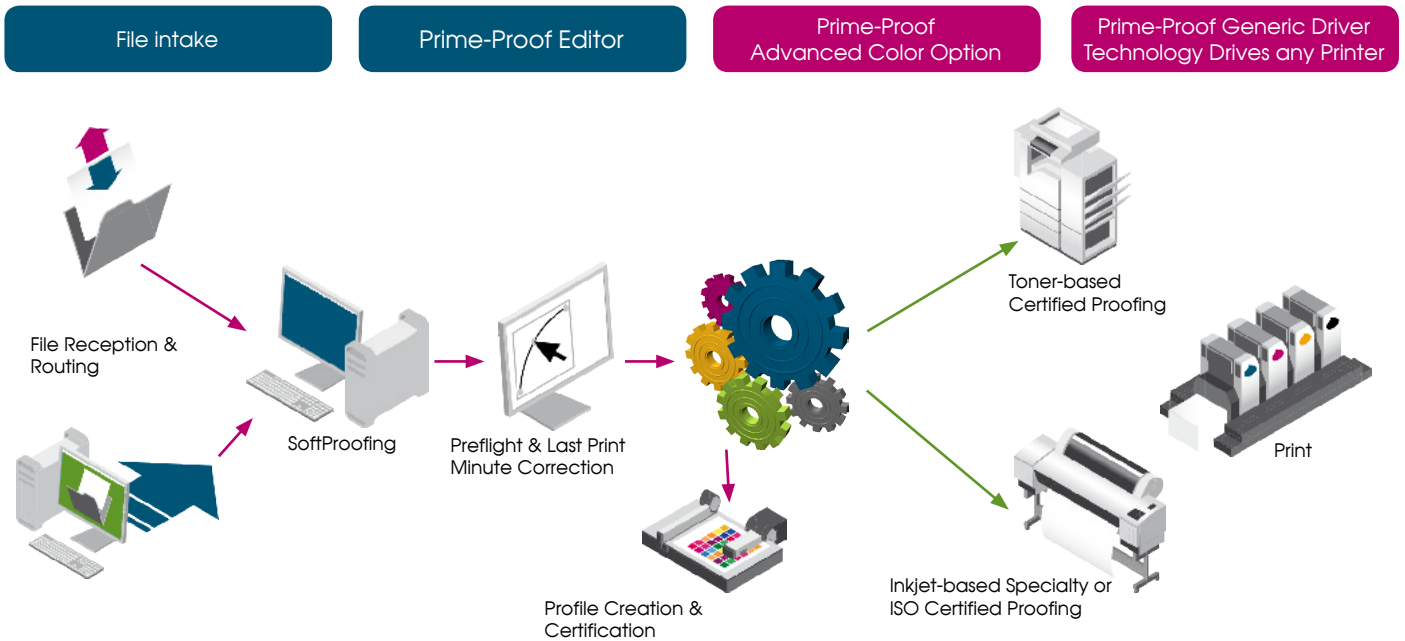 File intake
Prime-Proof Editor
Prime-Proof
Advanced Color Option
Prime-Proof Generic Driver
Technology Drives any Printer
File Reception &
Routing
SoftProofing
Preflight & Last Print
Minute Correction
Profile Creation &
Certification
Toner-based
Certified Proofing
Inkjet-based Specialty or
ISO Certified Proofing
Print